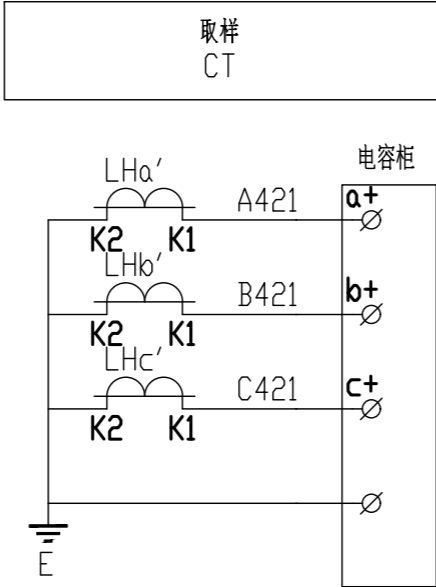 取样
CT
电容柜
LHa′
A421
a+
K2
K1
LHb′
B421
b+
K2
K1
LHc′
C421
c+
K2
K1
E